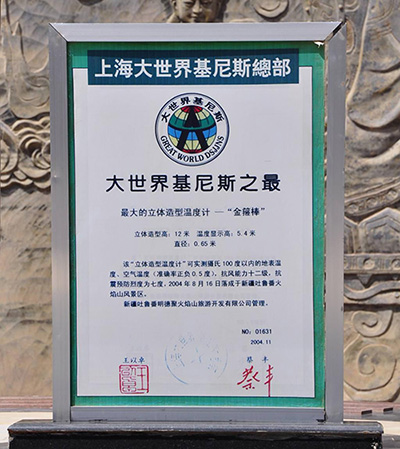 上海大世界基尼斯總部
大世界基尼斯
GREAT WORLD DSJJNS
大世界基尼斯之最
最大的立体造型温度计 —“金箍棒”
立体造型高：12 米 温度显示高：5.4 米
直径：0.65 米
该“立体造型温度计”可实测摄氏 100 度以内的地表温
度、空气温度（准确率正负 0.5 度），抗风能力十二级，抗
震预防烈度为七度，2004 年 8 月 16 日落成于新疆吐鲁番火
焰山风景区。
新疆吐鲁番明德聚火焰山旅游开发有限公司管理。
NO: 01631
2004.11
蔡 丰
蔡丰